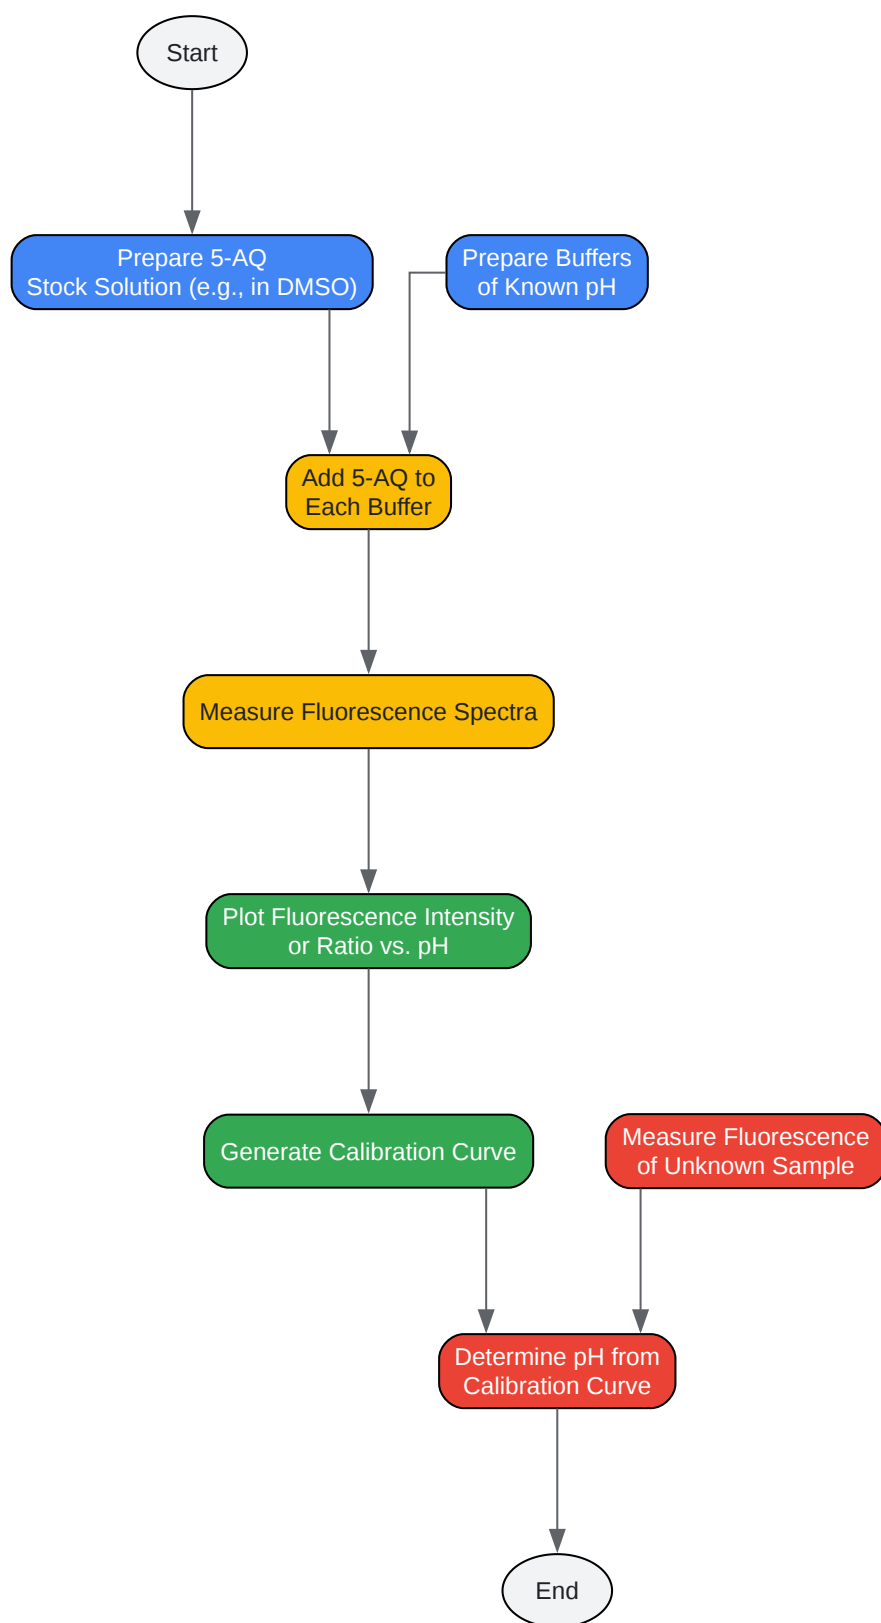 Start
Prepare 5-AQ
Stock Solution (e.g., in DMSO)
Prepare Buffers
of Known pH
Add 5-AQ to
Each Buffer
Measure Fluorescence Spectra
Plot Fluorescence Intensity
or Ratio vs. pH
Generate Calibration Curve
Measure Fluorescence
of Unknown Sample
Determine pH from
Calibration Curve
End